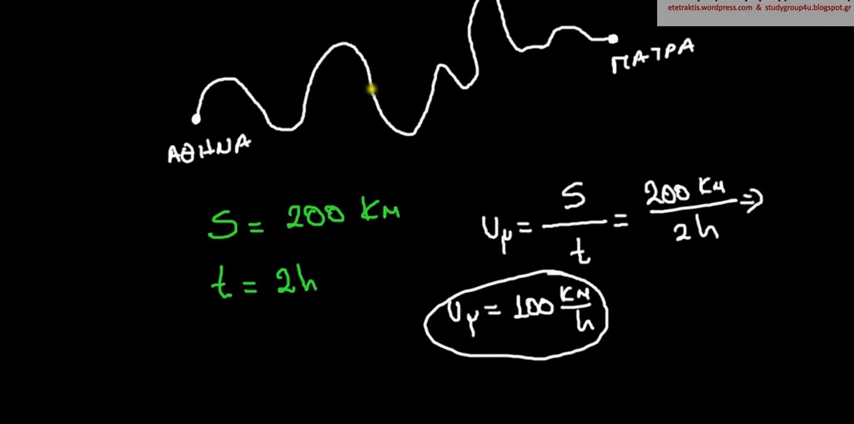 etetraktis.wordpress.com & studygroup4u.blogspot.gr
ΠΑΤΡΑ
ΑΘΗΝΑ
S = 200 Km
t = 2h
υμ = S/t = 200 Km/2h ⇒
υμ = 100 Km/h